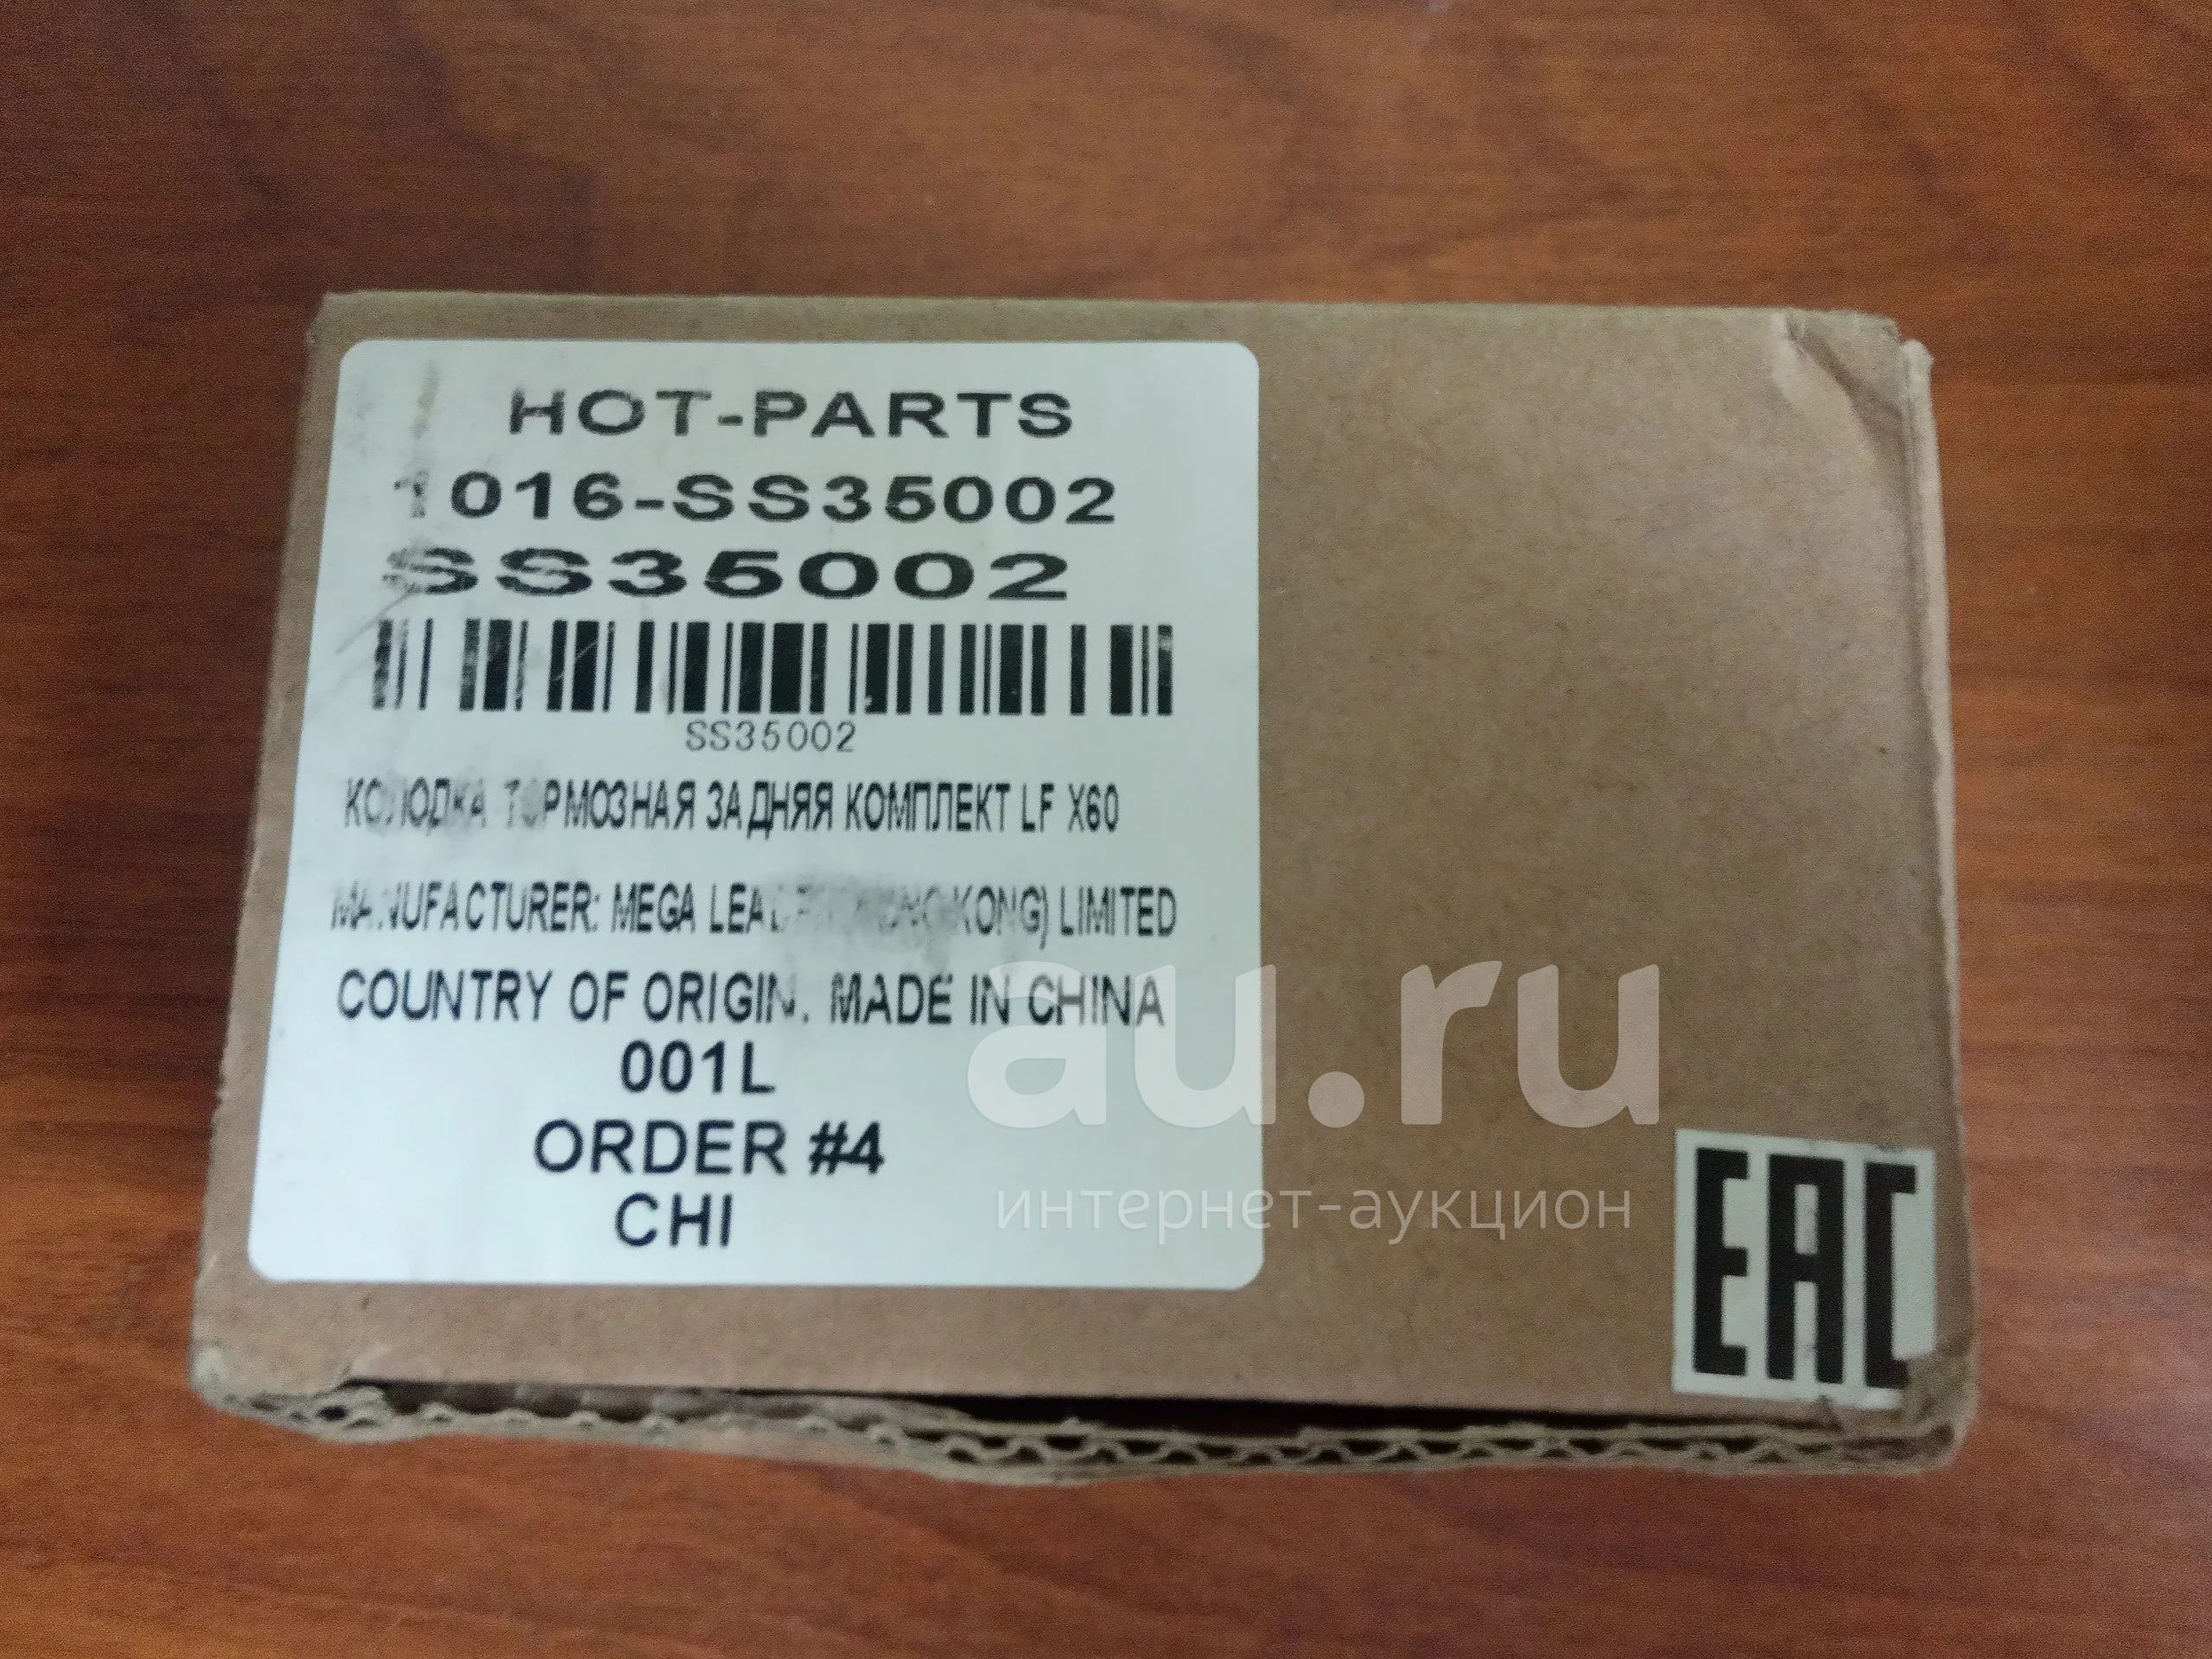 HOT-PARTS
1016-SS35002
SS35002
SS35002
КОЛОДКА ТОРМОЗНАЯ ЗАДНЯЯ КОМПЛЕКТ LF X60
MANUFACTURER: MEGA KONG) LIMITED
COUNTRY OF ORIGIN. MADE IN CHINA
001L
ORDER #4
CHI
au.ru
интернет-аукцион
EAC